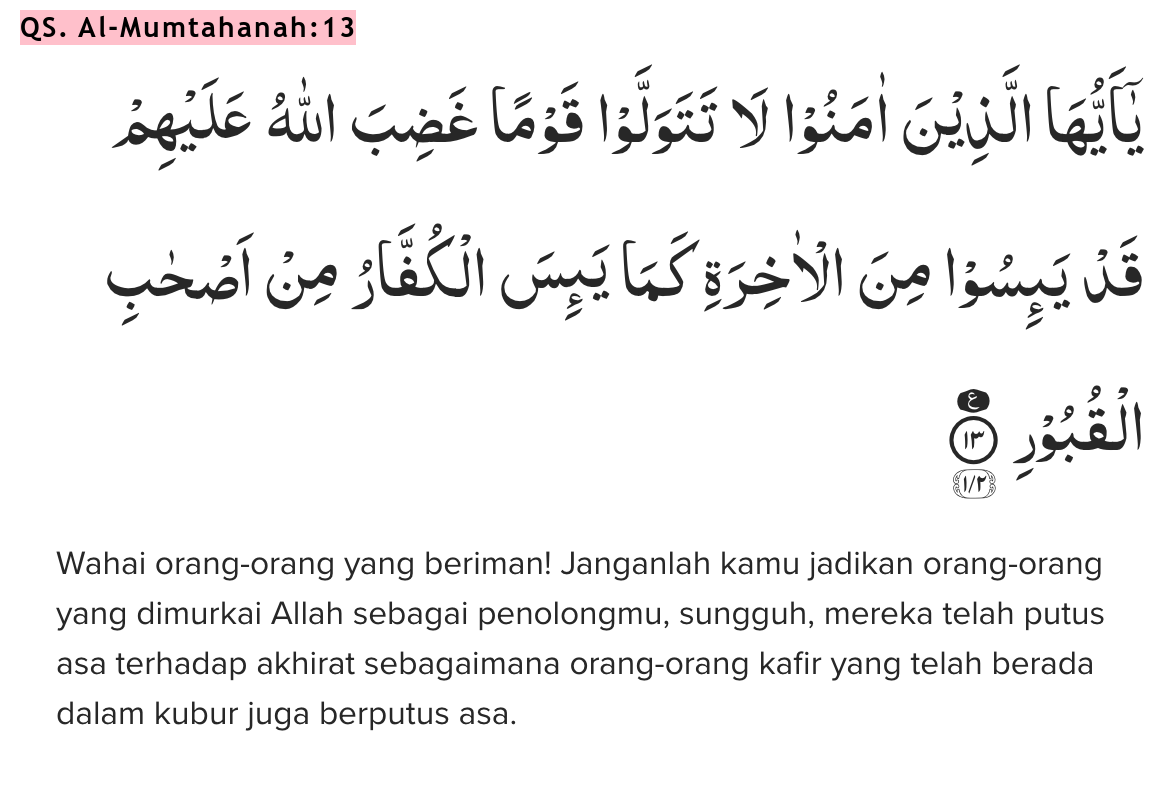 QS. Al-Mumtahanah:13
يٰٓاَيُّهَا الَّذِيْنَ اٰمَنُوْا لَا تَتَوَلَّوْا قَوْمًا غَضِبَ اللّٰهُ عَلَيْهِمْ
قَدْ يَىِٕسُوْا مِنَ الْاٰخِرَةِ كَمَا يَىِٕسَ الْكُفَّارُ مِنْ اَصْحٰبِ
الْقُبُوْرِ ࣖ ١٣ ١/٢
Wahai orang-orang yang beriman! Janganlah kamu jadikan orang-orang
yang dimurkai Allah sebagai penolongmu, sungguh, mereka telah putus
asa terhadap akhirat sebagaimana orang-orang kafir yang telah berada
dalam kubur juga berputus asa.